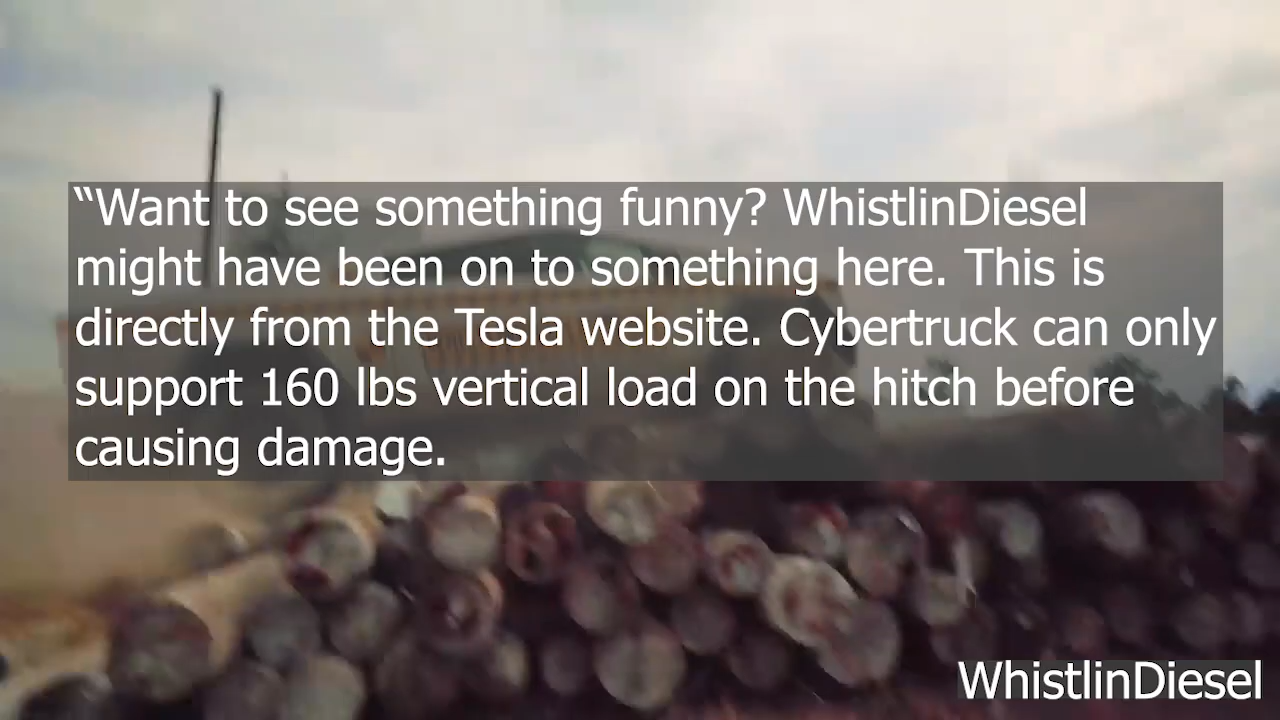 “Want to see something funny? WhistlinDiesel
might have been on to something here. This is
directly from the Tesla website. Cybertruck can only
support 160 lbs vertical load on the hitch before
causing damage.
WhistlinDiesel